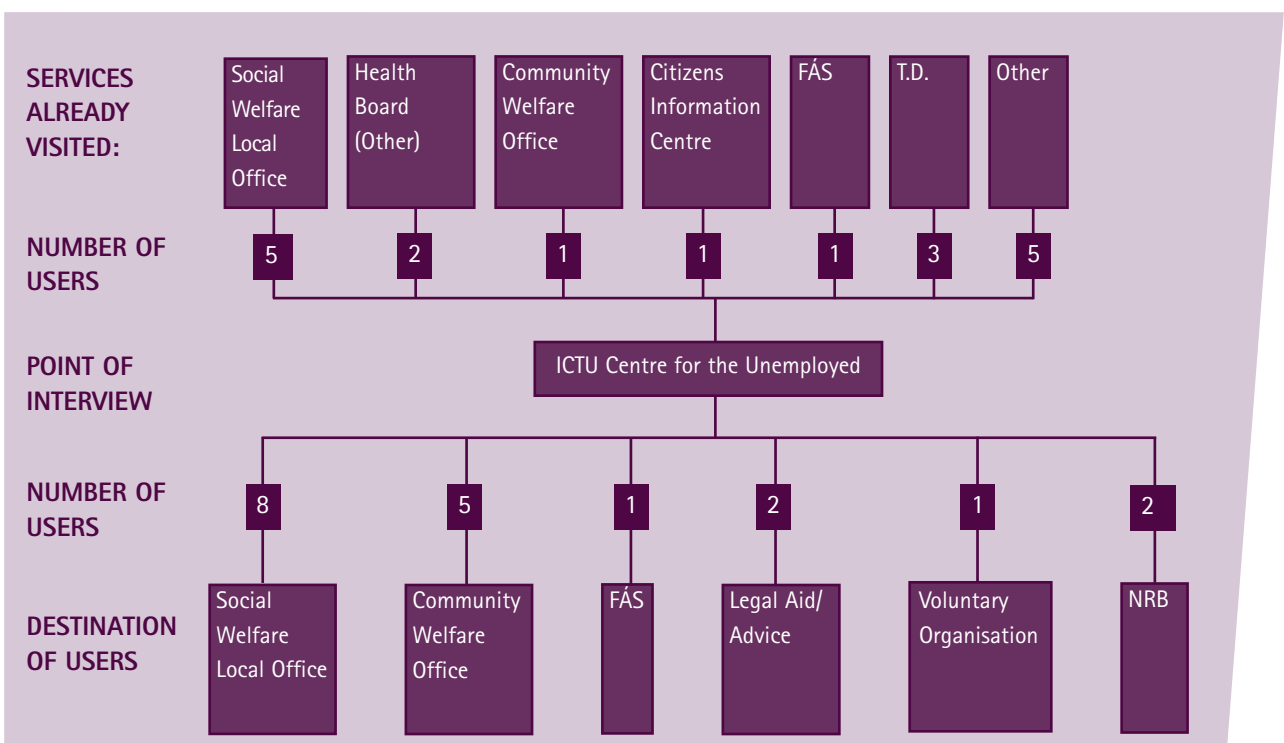 SERVICES
ALREADY
VISITED:
Social
Welfare
Local
Office
Health
Board
(Other)
Community
Welfare
Office
Citizens
Information
Centre
FÁS
T.D.
Other
NUMBER OF
USERS
5
2
1
1
1
3
5
POINT OF
INTERVIEW
ICTU Centre for the Unemployed
NUMBER OF
USERS
8
5
1
2
1
2
DESTINATION
OF USERS
Social
Welfare
Local Office
Community
Welfare
Office
FÁS
Legal Aid/
Advice
Voluntary
Organisation
NRB